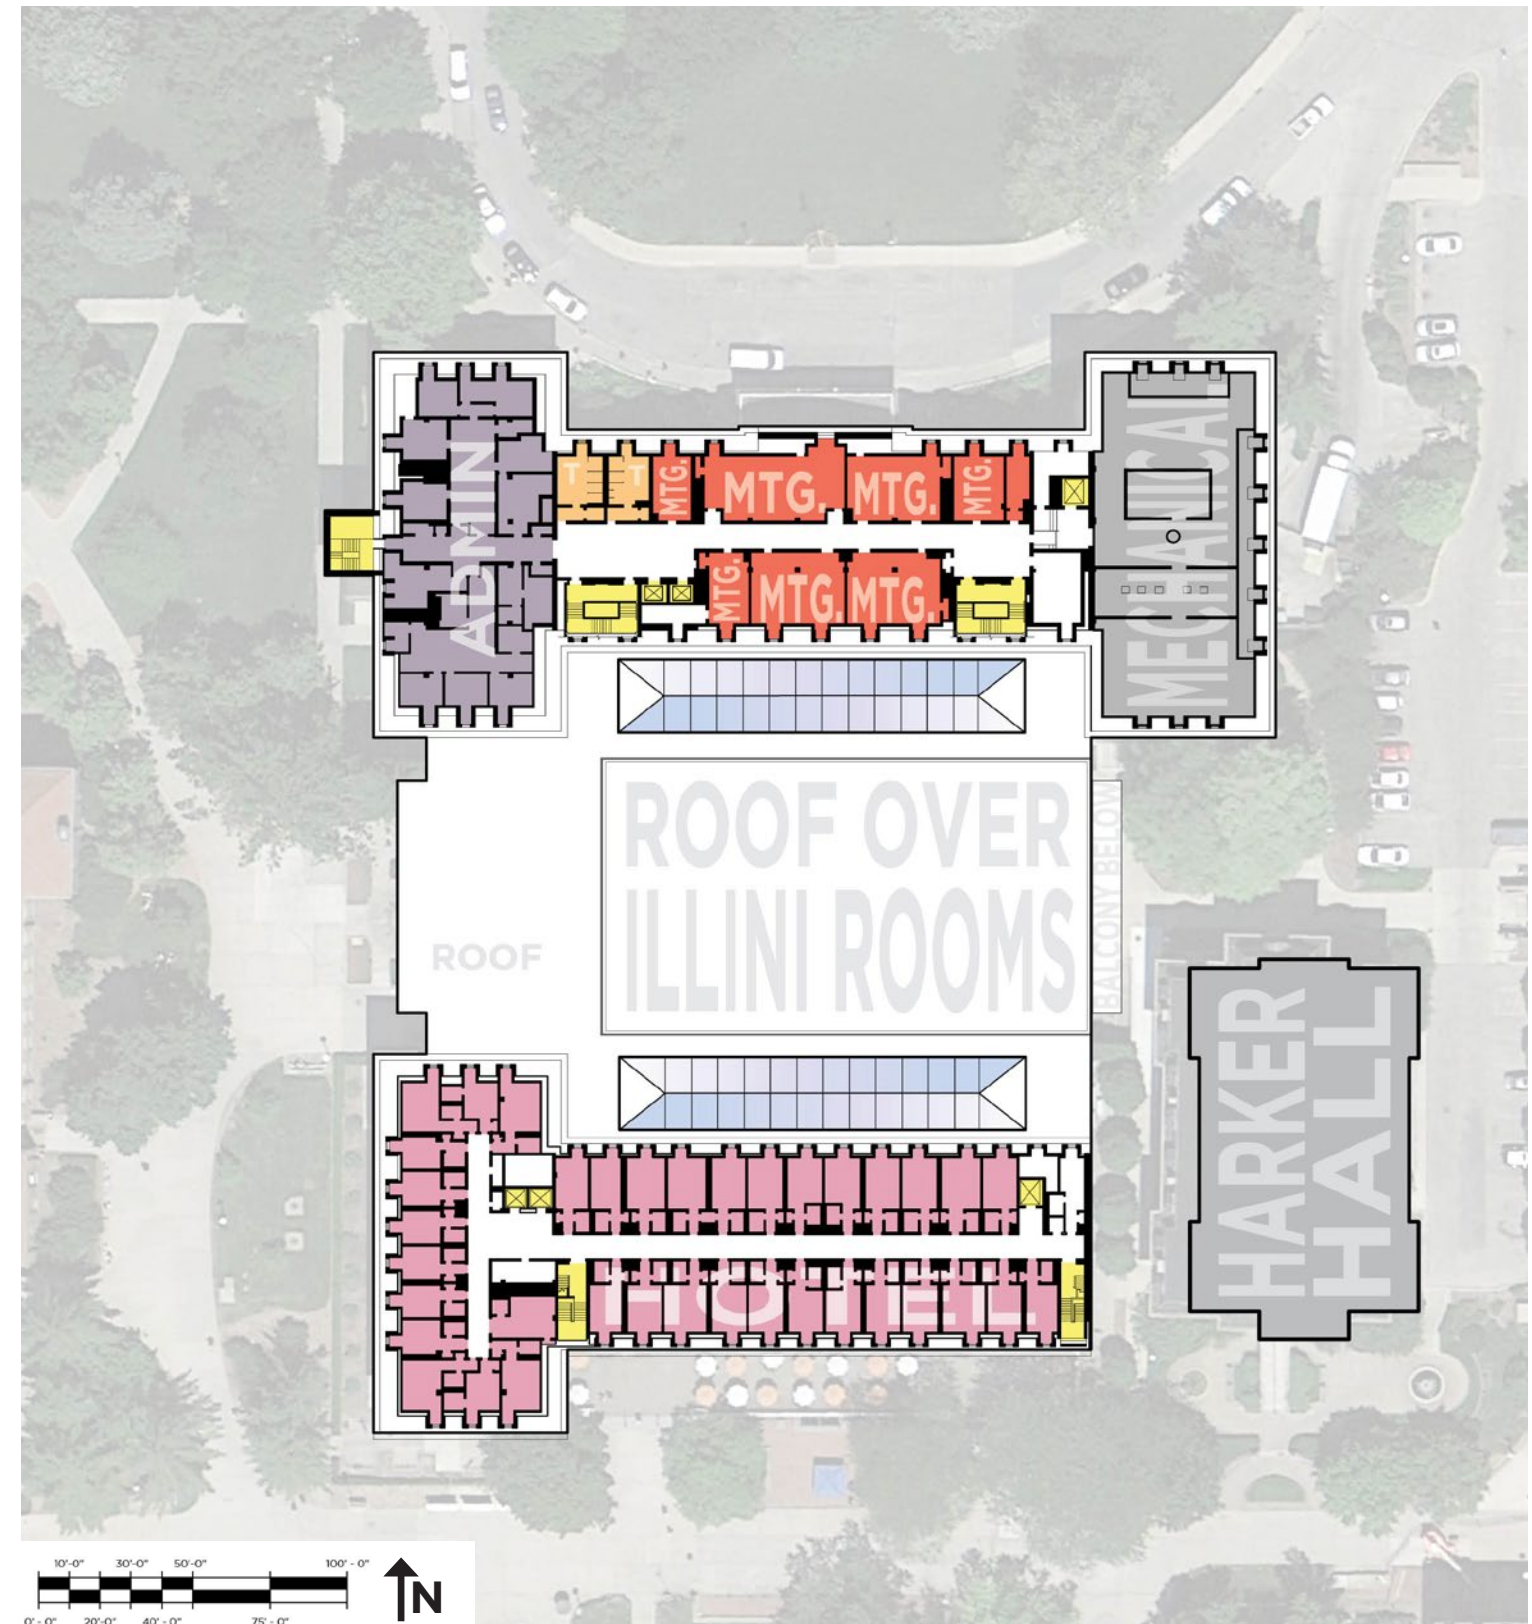 ADMIN
T
T
MTG.
MTG.
MTG.
MTG.
MTG.
MTG.
MTG.
MECHANICAL
ROOF OVER
ILLINI ROOMS
BALCONY BELOW
ROOF
HARKER
HALL
HOTEL
10'-0" 30'-0" 50'-0" 100' - 0"
0' - 0" 20'-0" 40' - 0" 75' - 0"
N